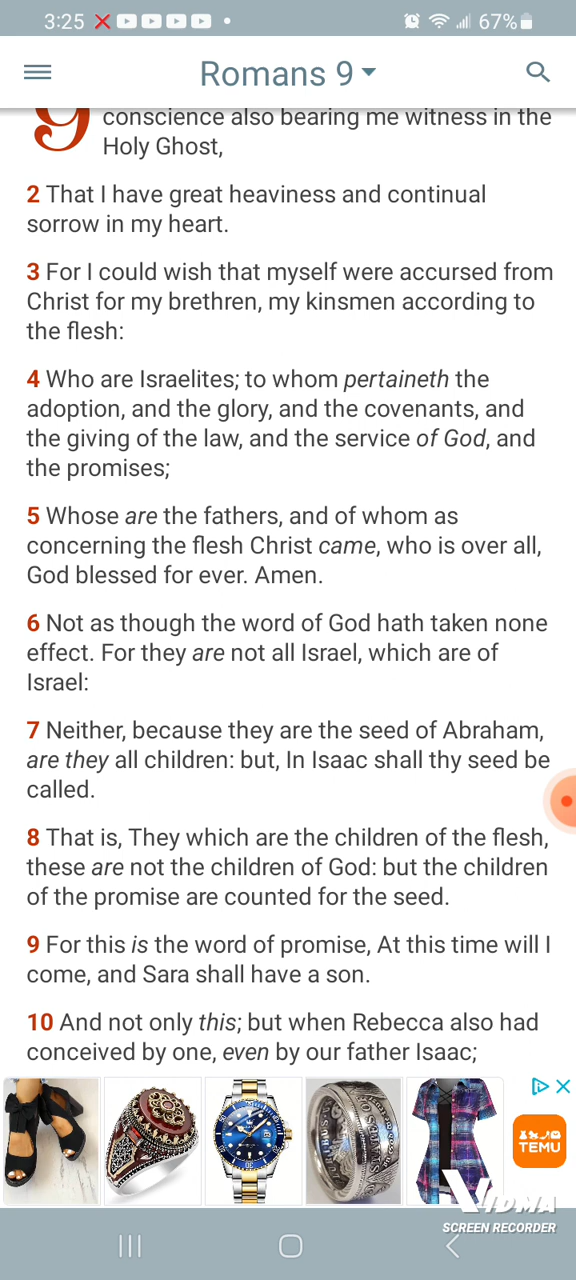 3:25
67%
Romans 9
9 conscience also bearing me witness in the
Holy Ghost,
2 That I have great heaviness and continual
sorrow in my heart.
3 For I could wish that myself were accursed from
Christ for my brethren, my kinsmen according to
the flesh:
4 Who are Israelites; to whom pertaineth the
adoption, and the glory, and the covenants, and
the giving of the law, and the service of God, and
the promises;
5 Whose are the fathers, and of whom as
concerning the flesh Christ came, who is over all,
God blessed for ever. Amen.
6 Not as though the word of God hath taken none
effect. For they are not all Israel, which are of
Israel:
7 Neither, because they are the seed of Abraham,
are they all children: but, In Isaac shall thy seed be
called.
8 That is, They which are the children of the flesh,
these are not the children of God: but the children
of the promise are counted for the seed.
9 For this is the word of promise, At this time will I
come, and Sara shall have a son.
10 And not only this; but when Rebecca also had
conceived by one, even by our father Isaac;
TEMU
VIDMA
SCREEN RECORDER